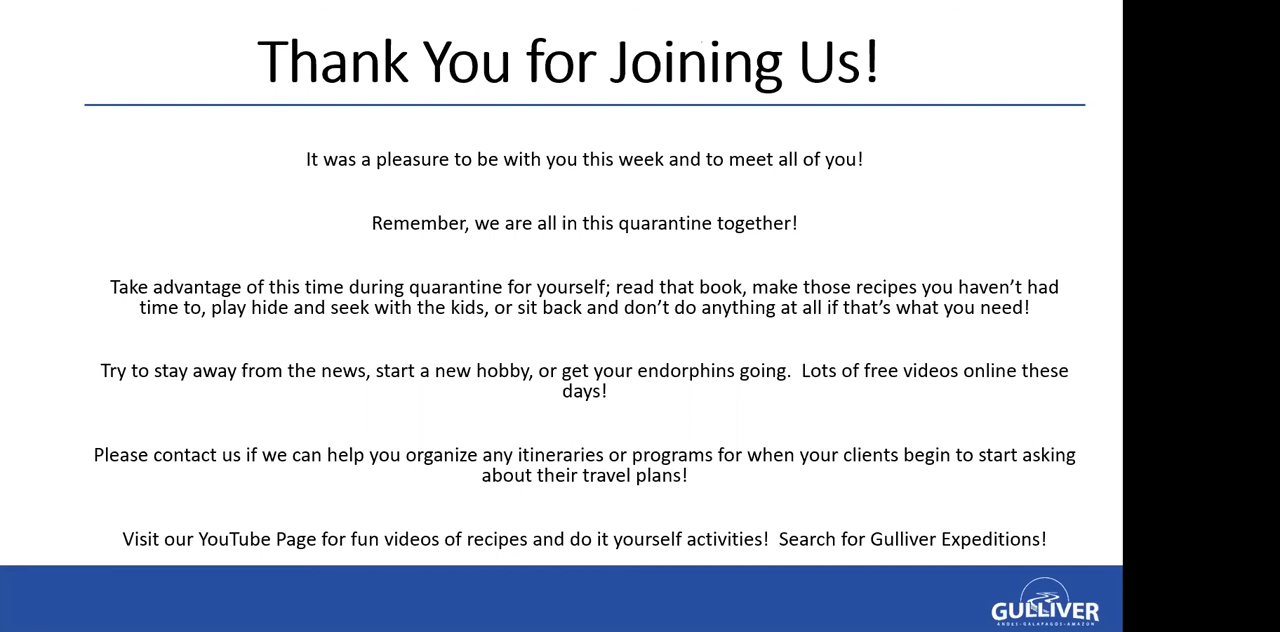 Thank You for Joining Us!
It was a pleasure to be with you this week and to meet all of you!
Remember, we are all in this quarantine together!
Take advantage of this time during quarantine for yourself; read that book, make those recipes you haven’t had
time to, play hide and seek with the kids, or sit back and don’t do anything at all if that’s what you need!
Try to stay away from the news, start a new hobby, or get your endorphins going.  Lots of free videos online these
days!
Please contact us if we can help you organize any itineraries or programs for when your clients begin to start asking
about their travel plans!
Visit our YouTube Page for fun videos of recipes and do it yourself activities!  Search for Gulliver Expeditions!
GULLIVER
ANDES-GALAPAGOS-AMAZON